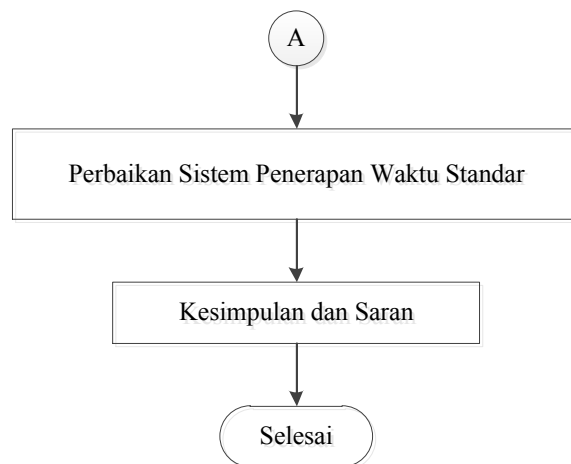 A
Perbaikan Sistem Penerapan Waktu Standar
Kesimpulan dan Saran
Selesai